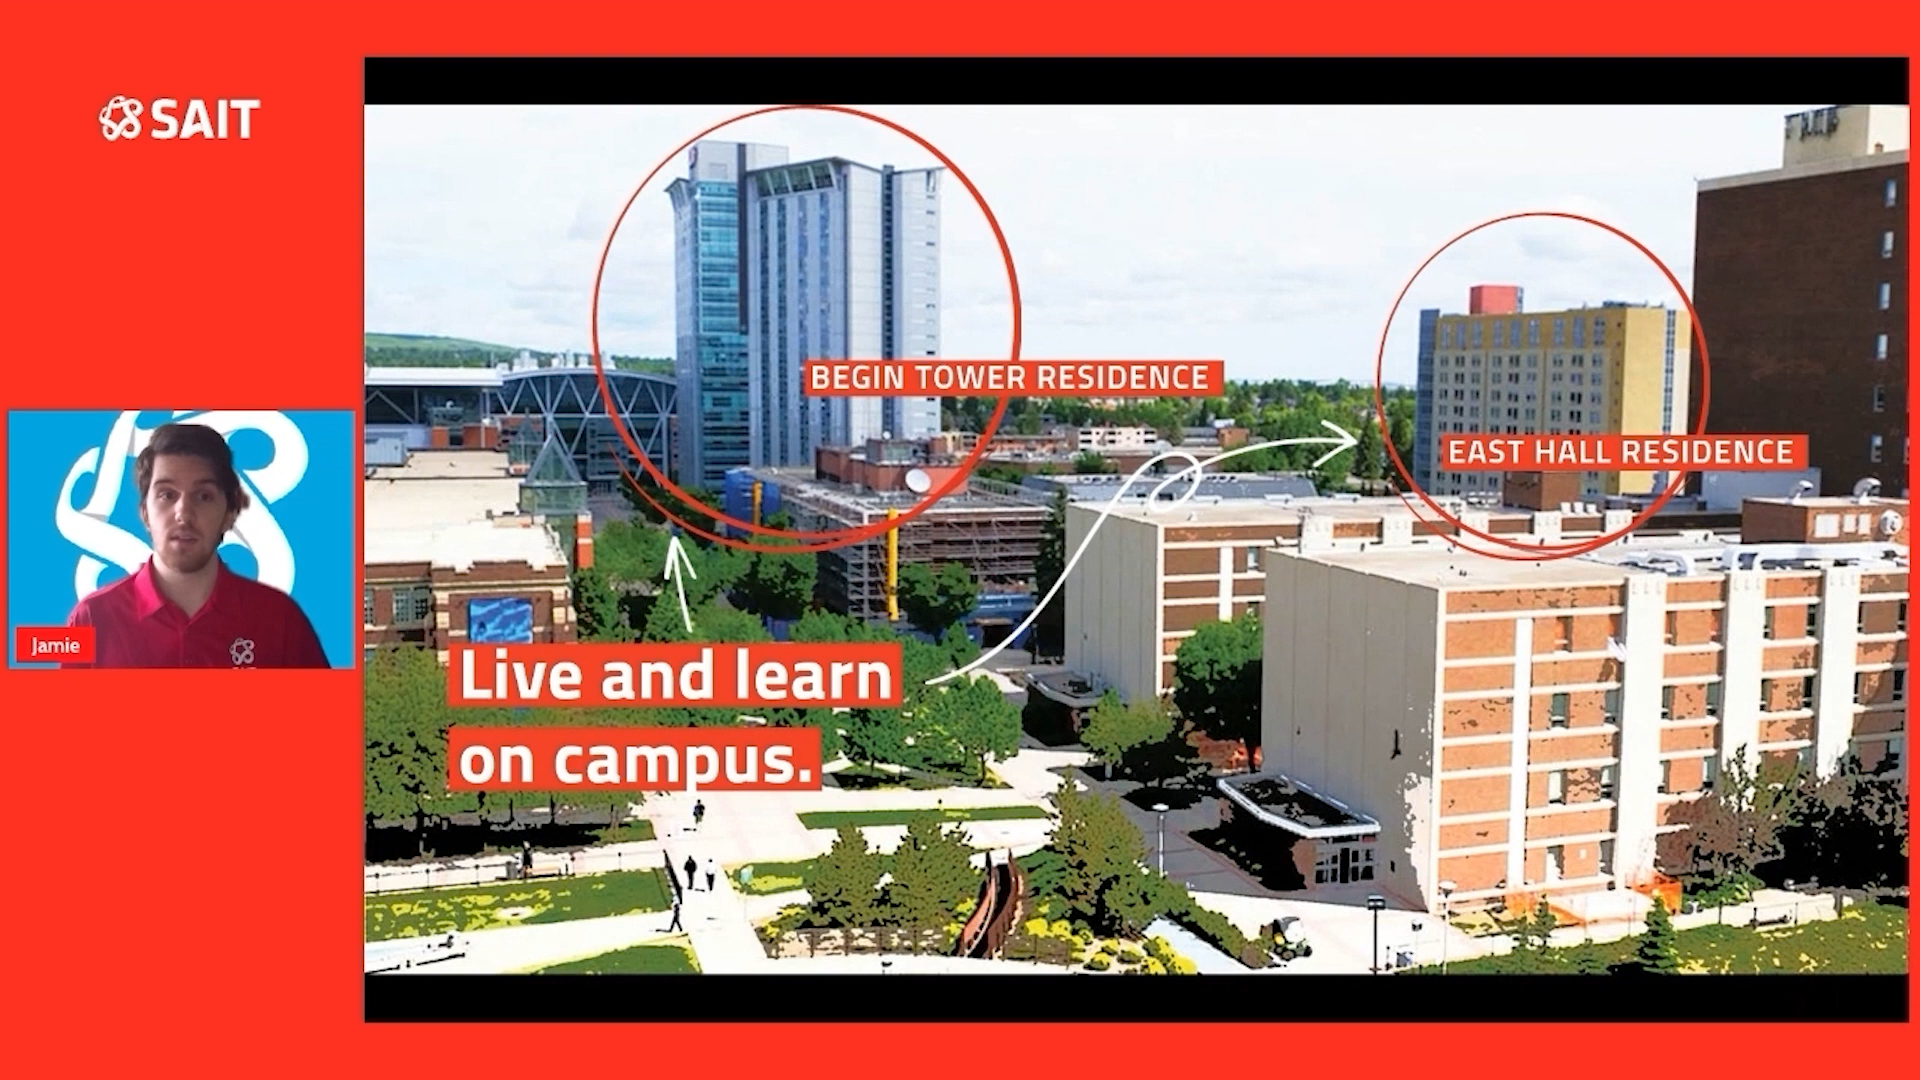 SAIT
BEGIN TOWER RESIDENCE
EAST HALL RESIDENCE
Jamie
Live and learn
on campus.